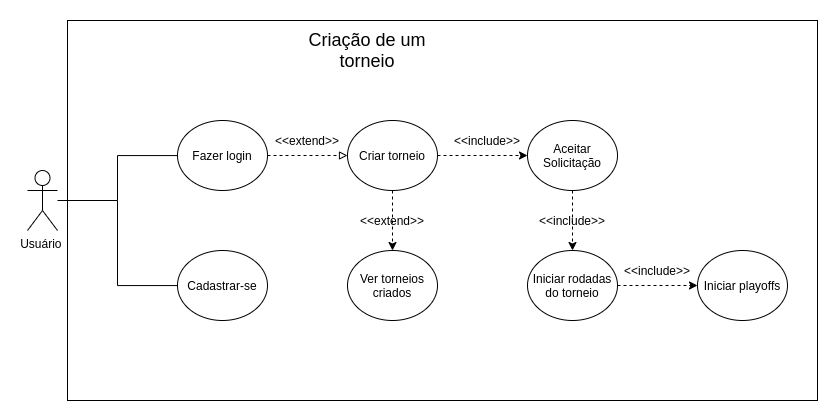 Criação de um
torneio
Fazer login
<<extend>>
Criar torneio
<<include>>
Aceitar
Solicitação
<<extend>>
<<include>>
Usuário
Cadastrar-se
Ver torneios
criados
Iniciar rodadas
do torneio
<<include>>
Iniciar playoffs